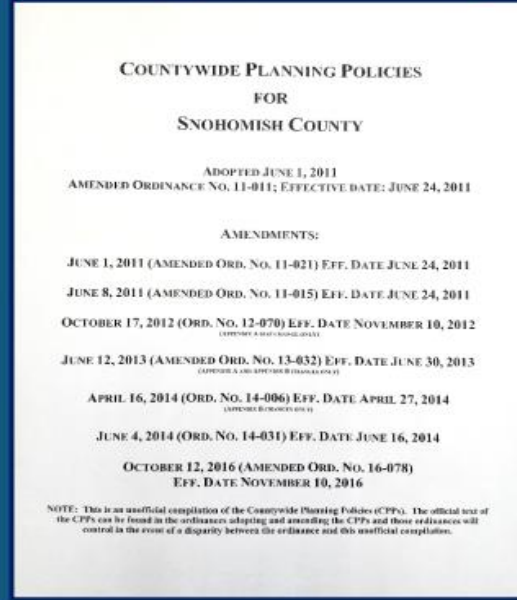 COUNTYWIDE PLANNING POLICIES
FOR
SNOHOMISH COUNTY
ADOPTED JUNE 1, 2011
AMENDED ORDINANCE NO. 11-011; EFFECTIVE DATE: JUNE 24, 2011
AMENDMENTS:
JUNE 1, 2011 (AMENDED ORD. NO. 11-021) EFF. DATE JUNE 24, 2011
JUNE 8, 2011 (AMENDED ORD. NO. 11-015) EFF. DATE JUNE 24, 2011
OCTOBER 17, 2012 (ORD. NO. 12-070) EFF. DATE NOVEMBER 10, 2012
JUNE 12, 2013 (AMENDED ORD. NO. 13-032) EFF. DATE JUNE 30, 2013
(APPENDIX A AND APPENDIX B CHANGES ONLY)
APRIL 16, 2014 (ORD. NO. 14-006) EFF. DATE APRIL 27, 2014
(APPENDIX B CHANGES ONLY)
JUNE 4, 2014 (ORD. NO. 14-031) EFF. DATE JUNE 16, 2014
OCTOBER 12, 2016 (AMENDED ORD. NO. 16-078)
EFF. DATE NOVEMBER 10, 2016
NOTE: This is an unofficial compilation of the Countywide Planning Policies (CPPs). The official text of
the CPPs can be found in the ordinances adopting and amending the CPPs and those ordinances will
control in the event of a disparity between the ordinance and this unofficial compilation.